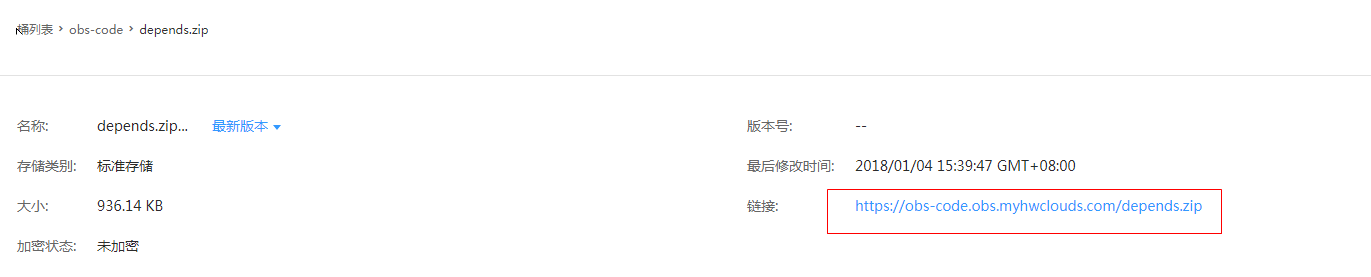 桶列表 > obs-code > depends.zip
名称: depends.zip... 最新版本
版本号: --
存储类别: 标准存储
最后修改时间: 2018/01/04 15:39:47 GMT+08:00
大小: 936.14 KB
链接: https://obs-code.obs.myhwclouds.com/depends.zip
加密状态: 未加密